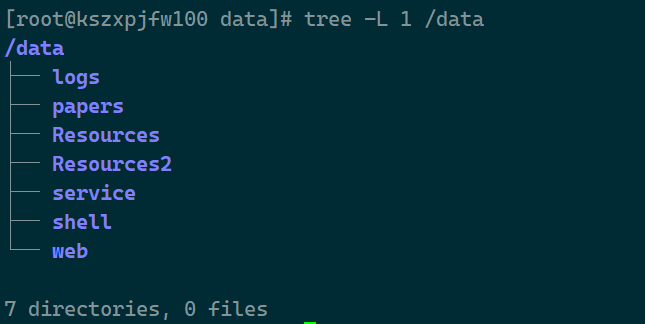 [root@kszxpjfw100 data]# tree -L 1 /data
/data
├── logs
├── papers
├── Resources
├── Resources2
├── service
├── shell
└── web
7 directories, 0 files